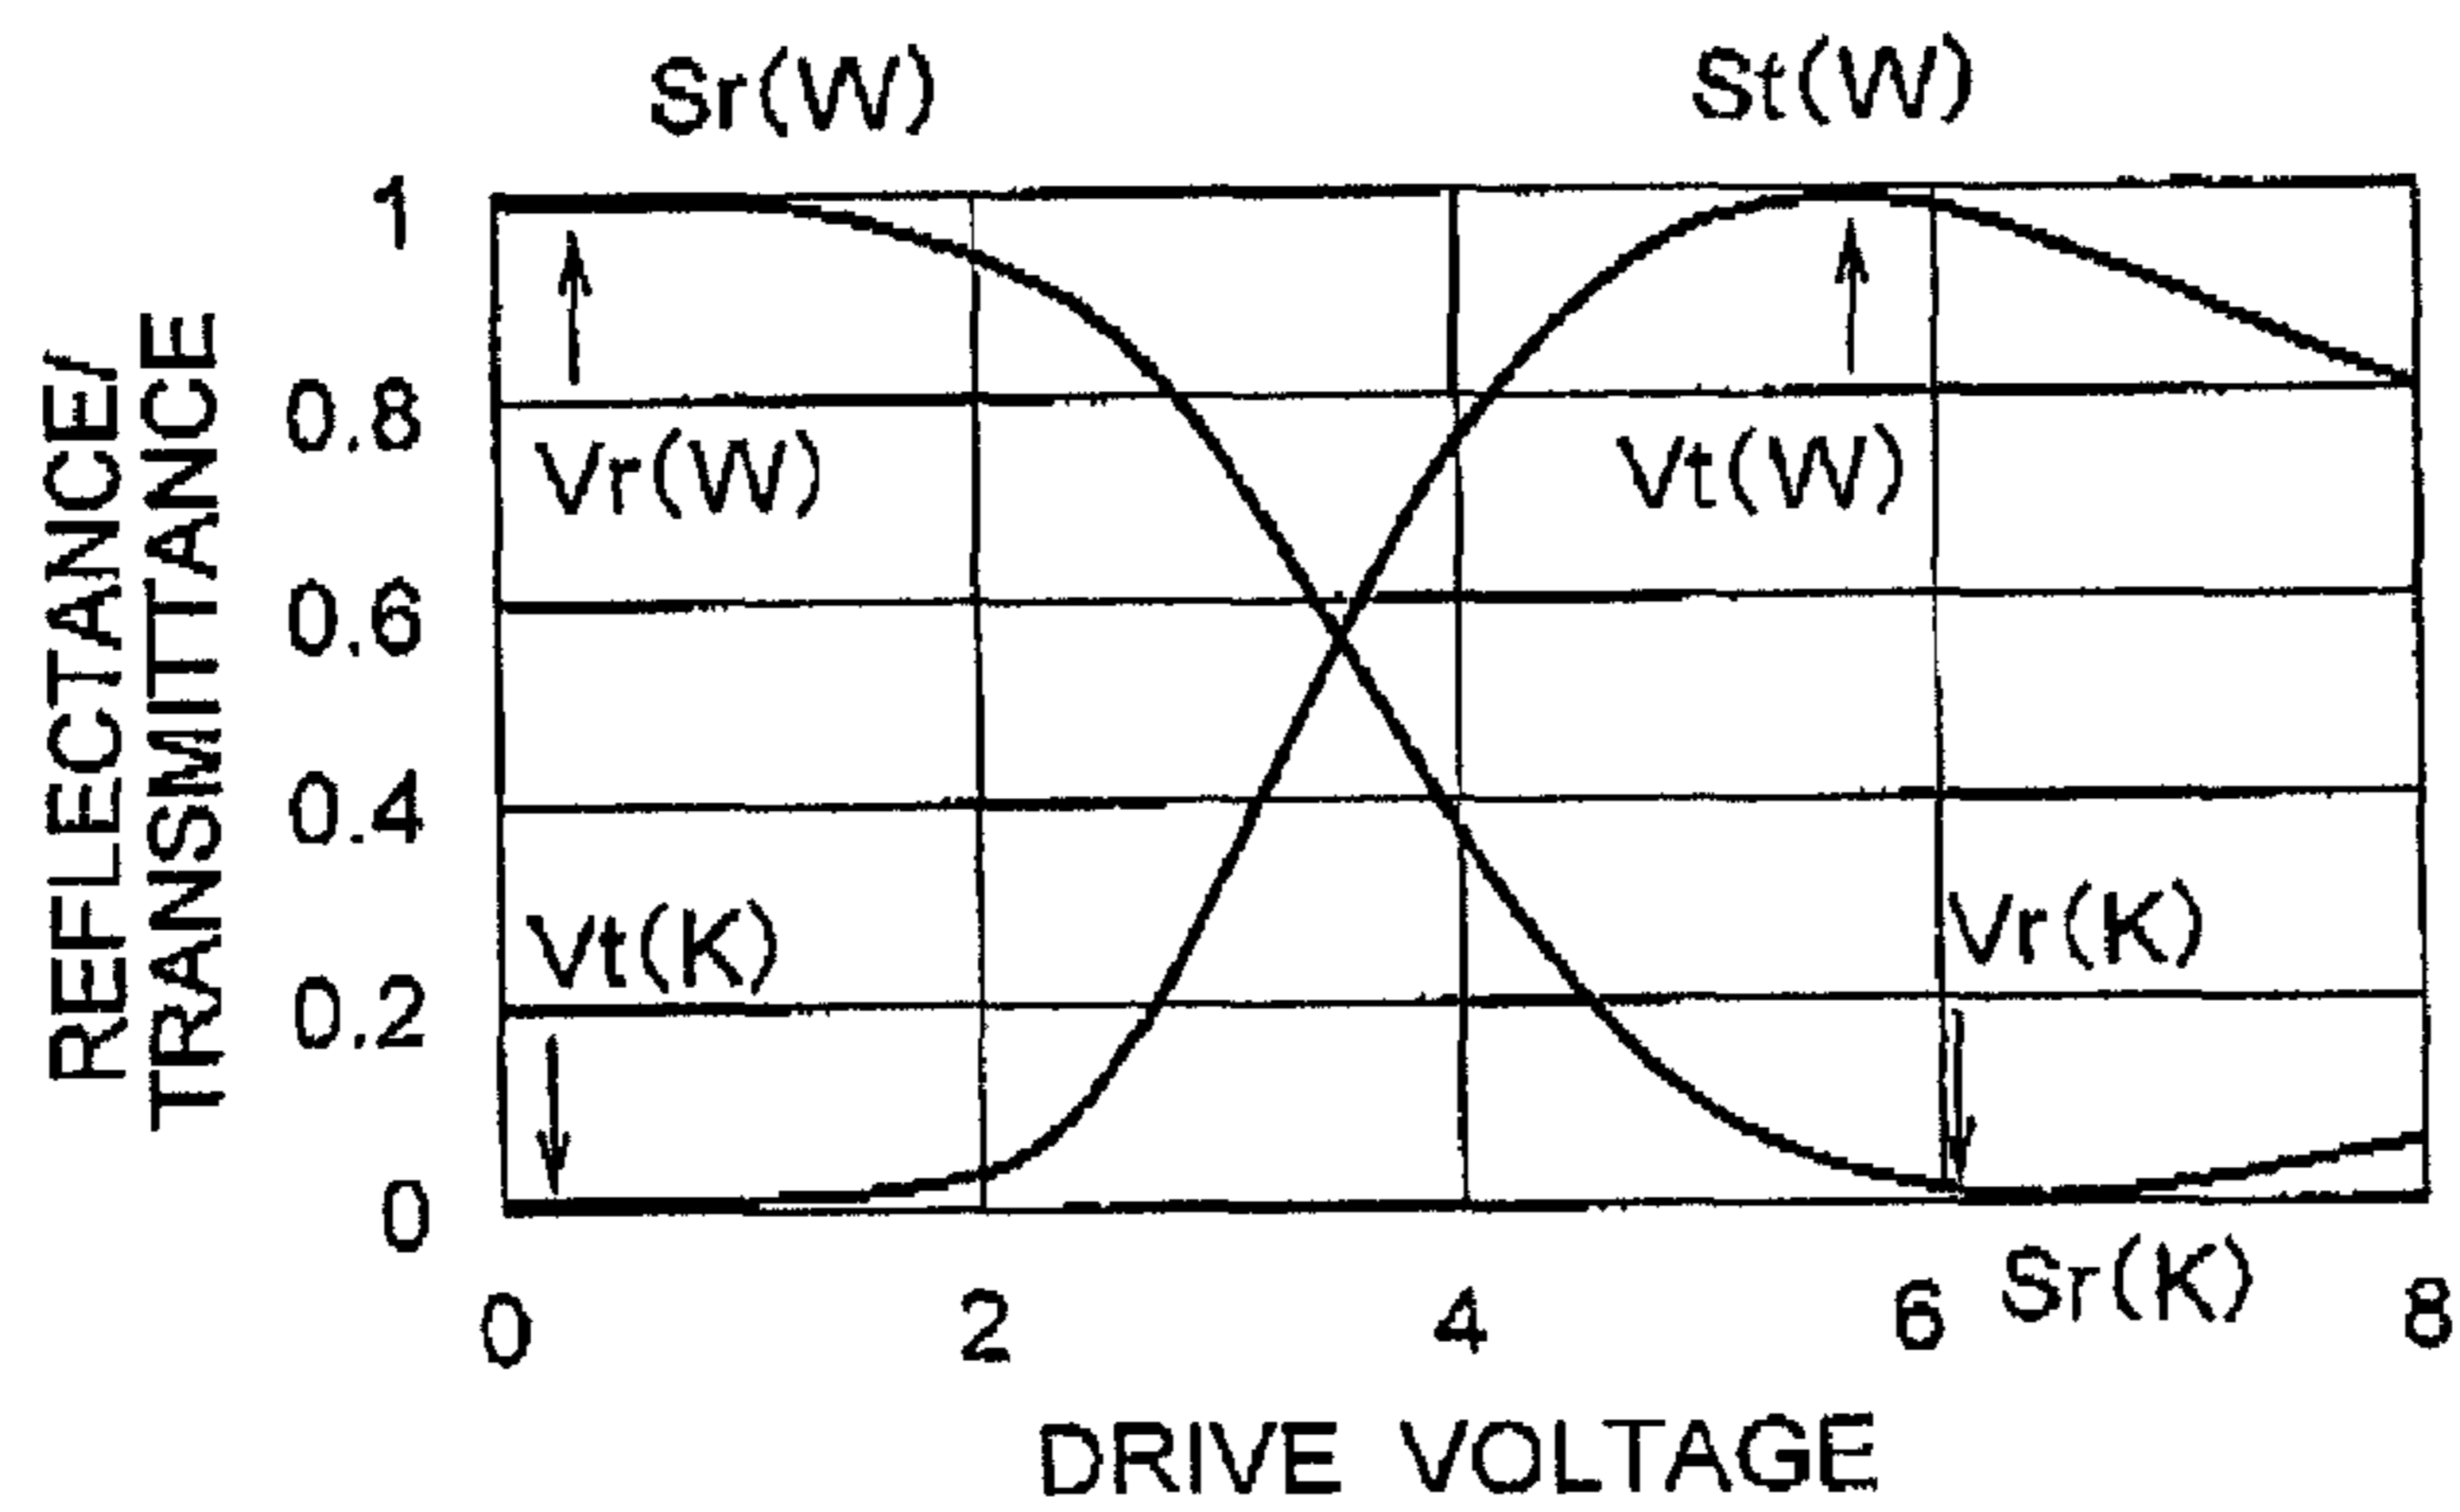 Sr(W) St(W)
1
0.8
Vr(W) Vt(W)
0.6
0.4
Vt(K) Vr(K)
0.2
0
REFLECTANCE/
TRANSMITTANCE
0 2 4 6 Sr(K) 8
DRIVE VOLTAGE